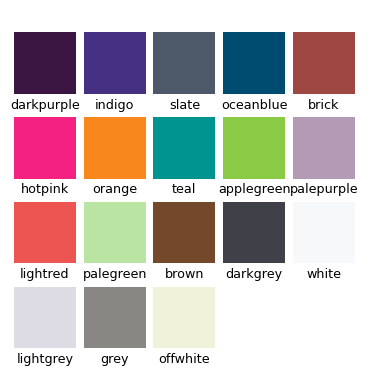 darkpurple indigo slate oceanblue brick
hotpink orange teal applegreen palepurple
lightred palegreen brown darkgrey white
lightgrey grey offwhite